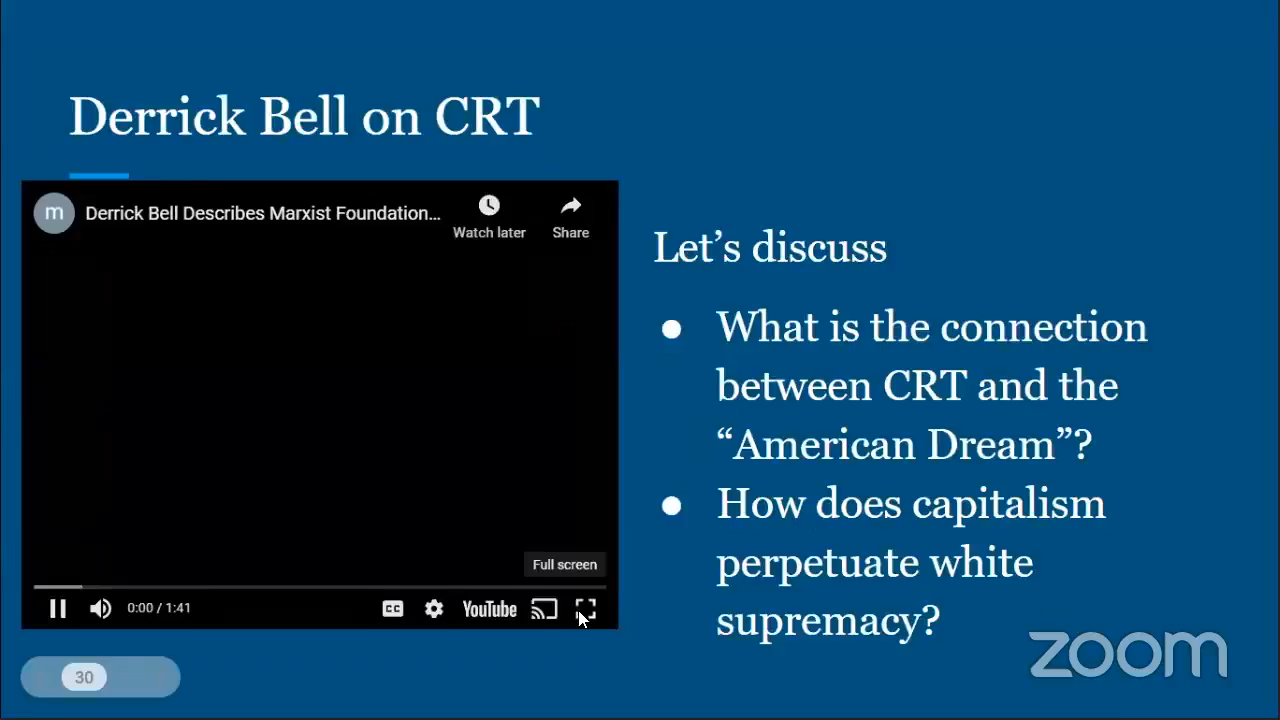 Derrick Bell on CRT
m
Derrick Bell Describes Marxist Foundation...
Watch later
Share
Full screen
0:00 / 1:41
CC
YouTube
Let’s discuss
● What is the connection
between CRT and the
“American Dream”?
● How does capitalism
perpetuate white
supremacy?
30
zoom